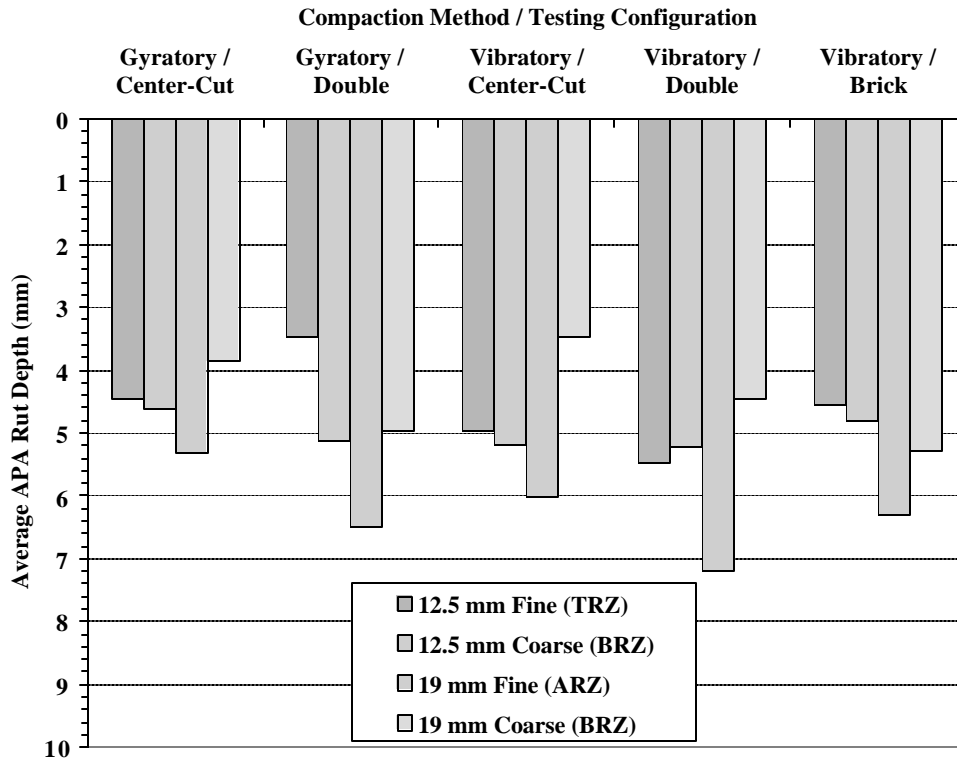 Compaction Method / Testing Configuration
Gyratory / Center-Cut
Gyratory / Double
Vibratory / Center-Cut
Vibratory / Double
Vibratory / Brick
Average APA Rut Depth (mm)
0
1
2
3
4
5
6
7
8
9
10
12.5 mm Fine (TRZ)
12.5 mm Coarse (BRZ)
19 mm Fine (ARZ)
19 mm Coarse (BRZ)